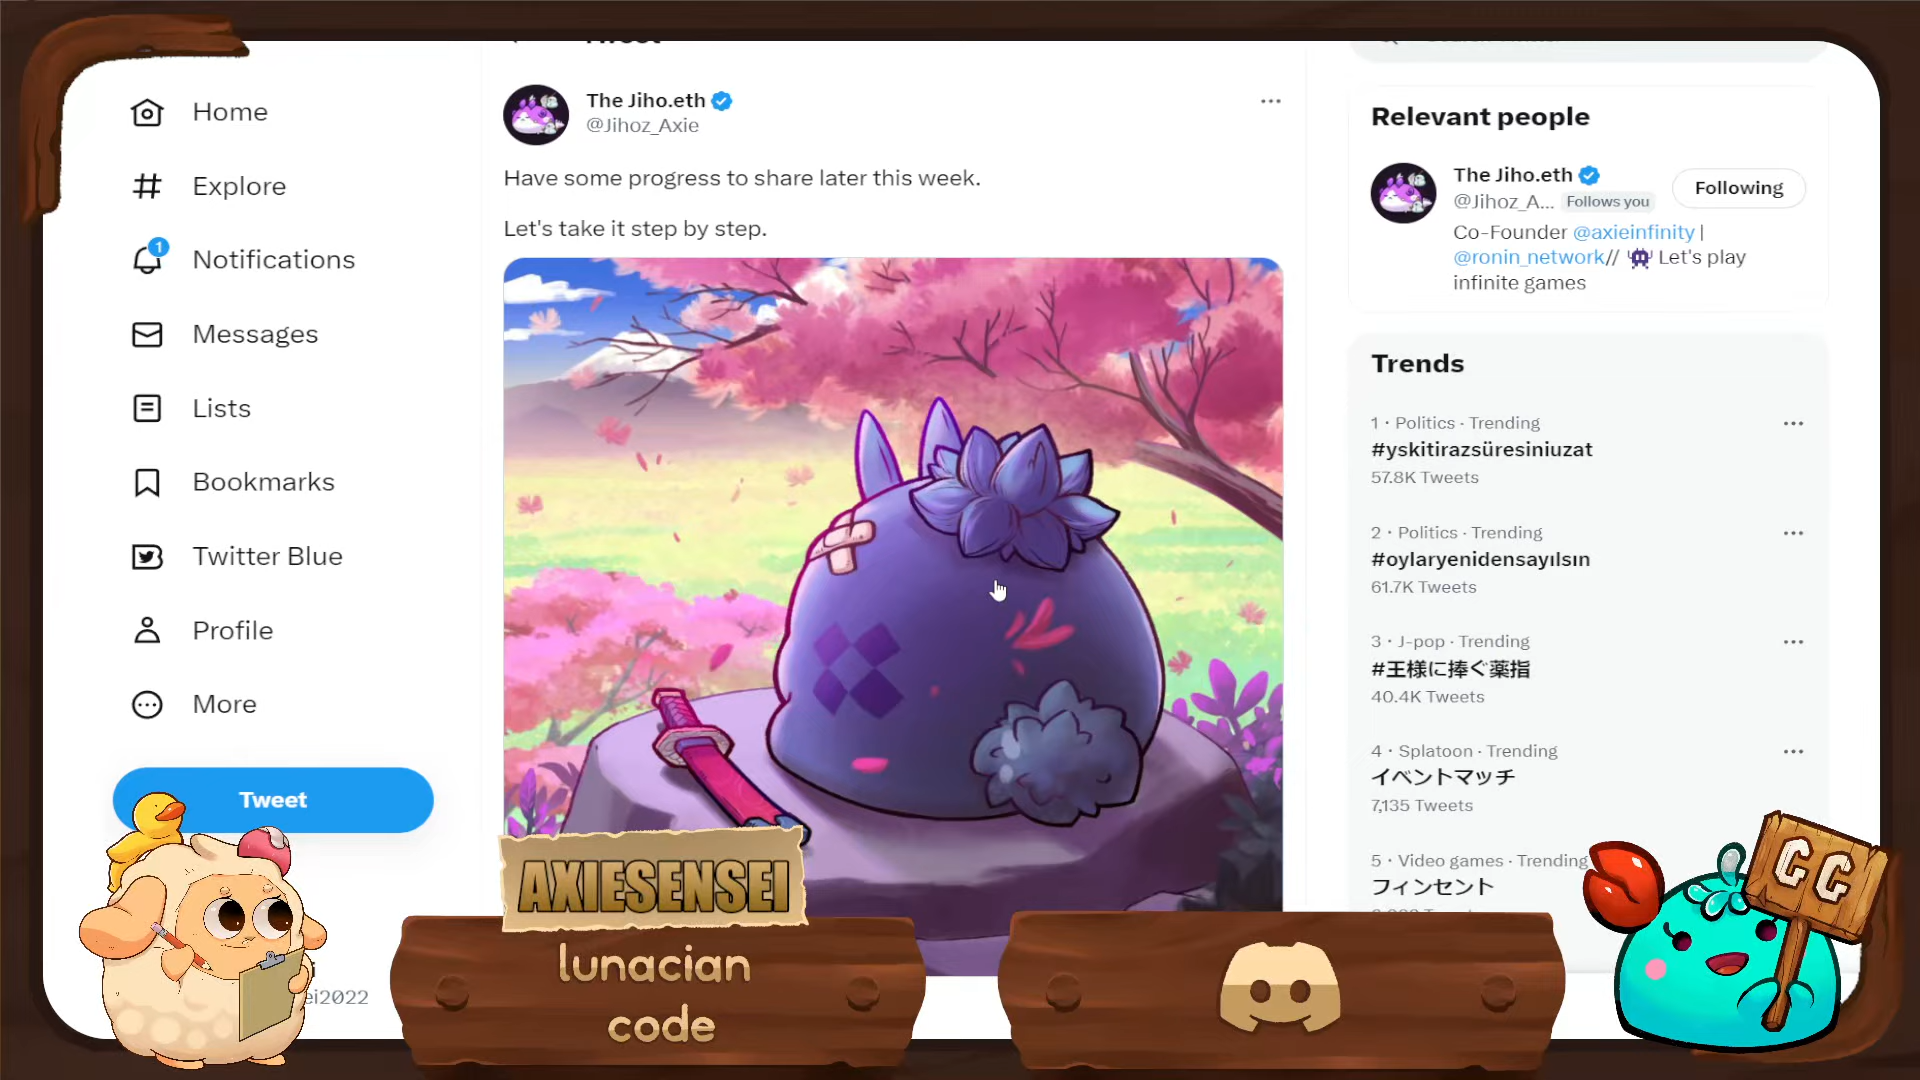 Home
Explore
1
Notifications
Messages
Lists
Bookmarks
Twitter Blue
Profile
More
Tweet
ei2022
Tweet
The Jiho.eth
@Jihoz_Axie
Have some progress to share later this week.
Let's take it step by step.
Relevant people
The Jiho.eth
@Jihoz_A... Follows you
Following
Co-Founder @axieinfinity |
@ronin_network// 👾 Let's play
infinite games
Trends
1 · Politics · Trending
#yskitirazsüresiniuzat
57.8K Tweets
2 · Politics · Trending
#oylaryenidensayılsın
61.7K Tweets
3 · J-pop · Trending
#王様に捧ぐ薬指
40.4K Tweets
4 · Splatoon · Trending
イベントマッチ
7,135 Tweets
5 · Video games · Trending
フィンセント
AXIESENSEI
lunacian
code
CC